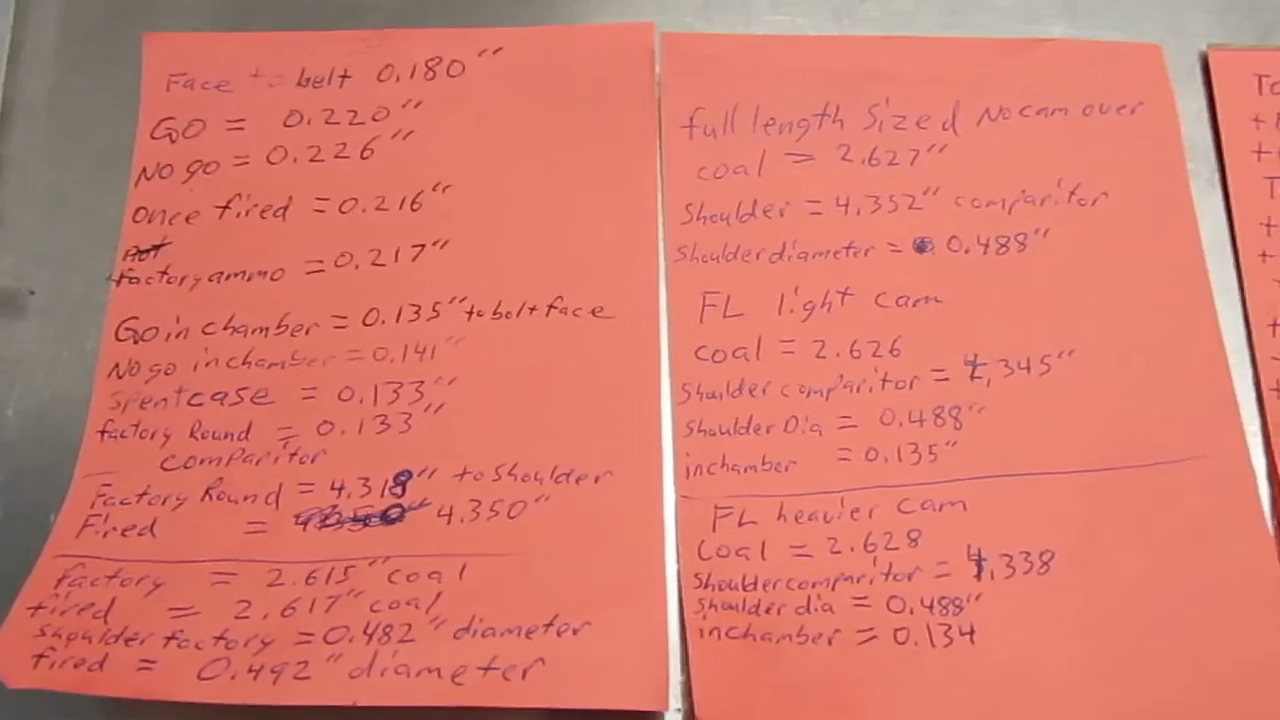 Face to belt 0.180"
GO = 0.220"
NO go = 0.226"
Once fired = 0.216"
factory ammo = 0.217"
Go in chamber = 0.135" to bolt face
No go in chamber = 0.141"
Spent case = 0.133"
factory Round = 0.133"
comparitor
Factory Round = 4.318" to shoulder
Fired = 4.350"
factory = 2.615" coal
fired = 2.617" coal
shoulder factory = 0.482" diameter
fired = 0.492" diameter
full length Sized No cam over
coal = 2.627"
Shoulder = 4.352" comparitor
Shoulder diameter = 0.488"
FL light cam
coal = 2.626
Shoulder comparitor = 4.345"
Shoulder Dia = 0.488"
inchamber = 0.135"
FL heavier cam
Coal = 2.628
Shoulder comparitor = 4.338
Shoulder dia = 0.488"
inchamber = 0.134